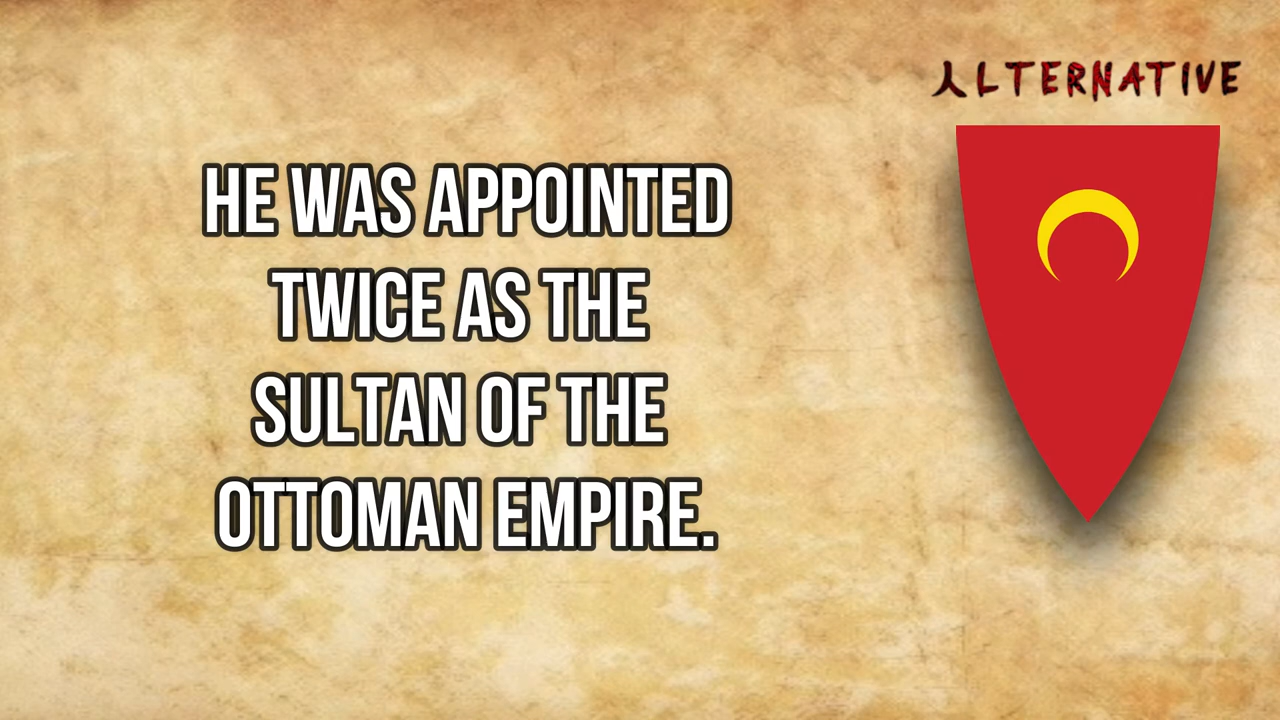 ALTERNATIVE
HE WAS APPOINTED
TWICE AS THE
SULTAN OF THE
OTTOMAN EMPIRE.